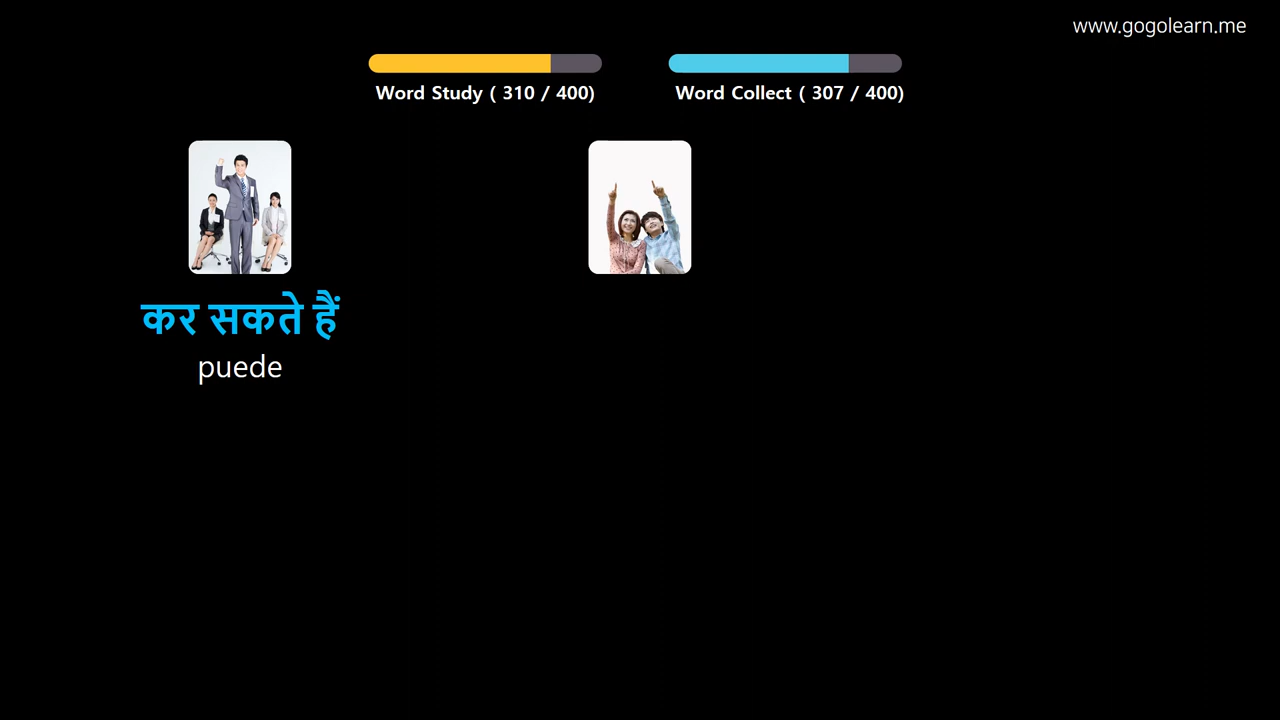 www.gogolearn.me
Word Study ( 310 / 400)
Word Collect ( 307 / 400)
कर सकते हैं
puede